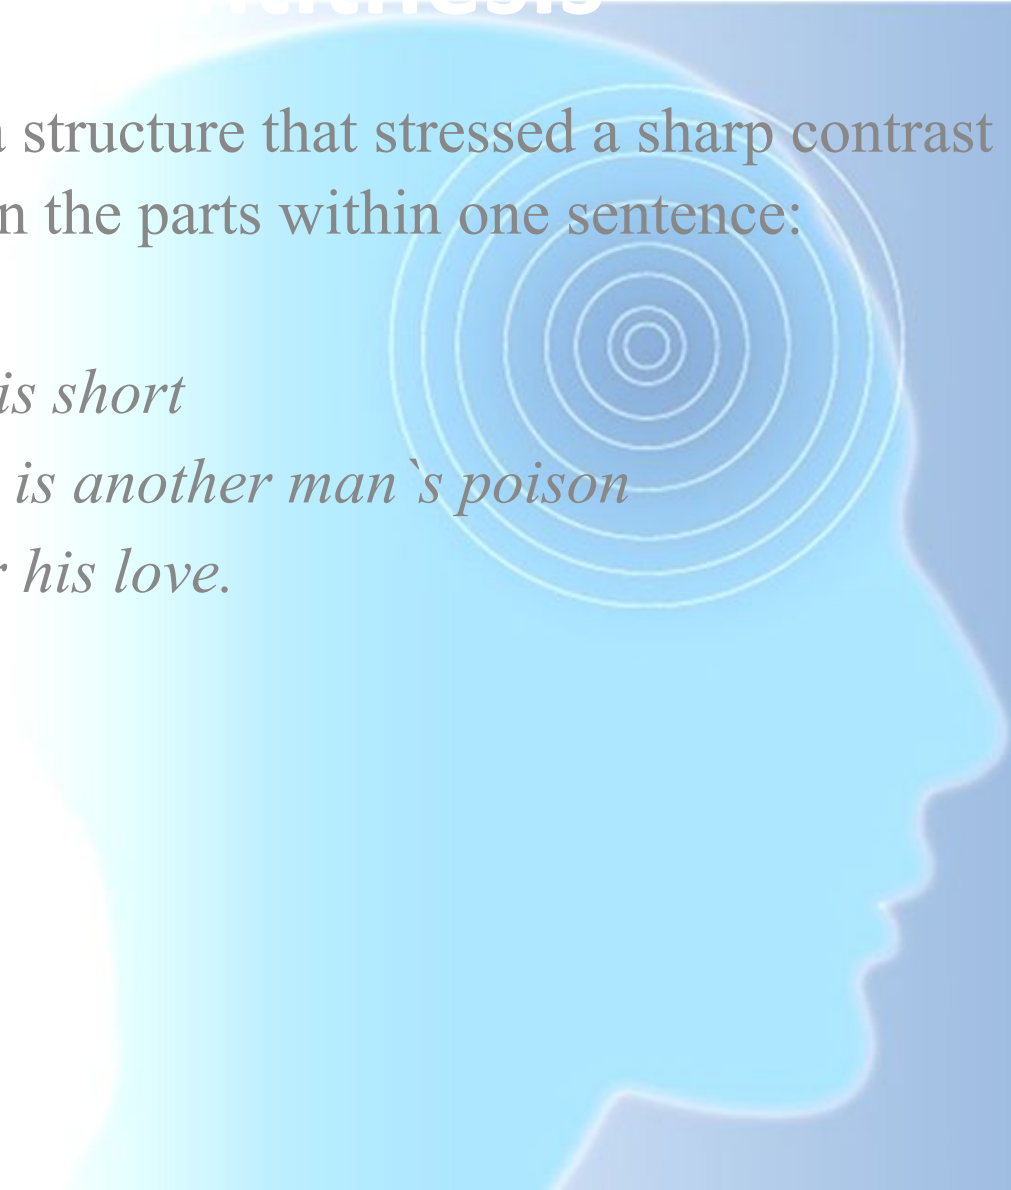 structure that stressed a sharp contrast
the parts within one sentence:
is short
is another man`s poison
his love.